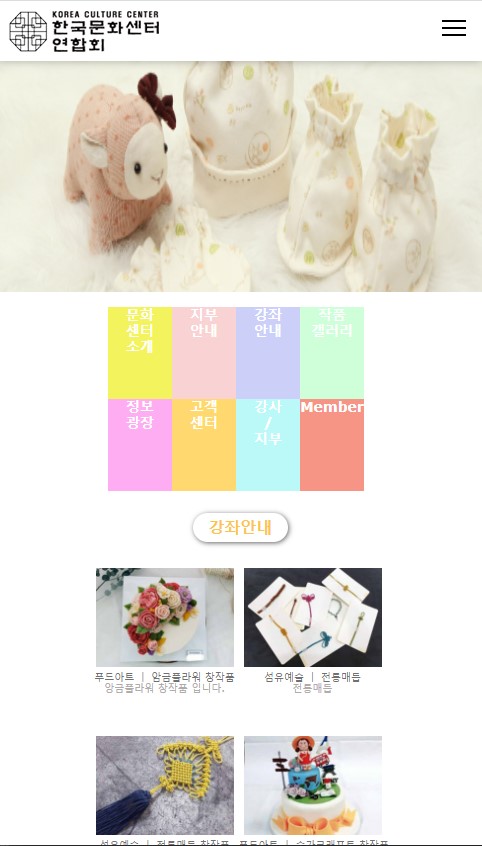 KOREA CULTURE CENTER
한국문화센터
연합회
문화
센터
소개
지부
안내
강좌
안내
작품
갤러리
정보
광장
고객
센터
강사
/
지부
Member
강좌안내
푸드아트 | 앙금플라워 창작품
앙금플라워 창작품 입니다.
섬유예술 | 전통매듭
전통매듭
섬유예술 | 전통매듭 창작품
푸드아트 | 슈가크래프트 창작품